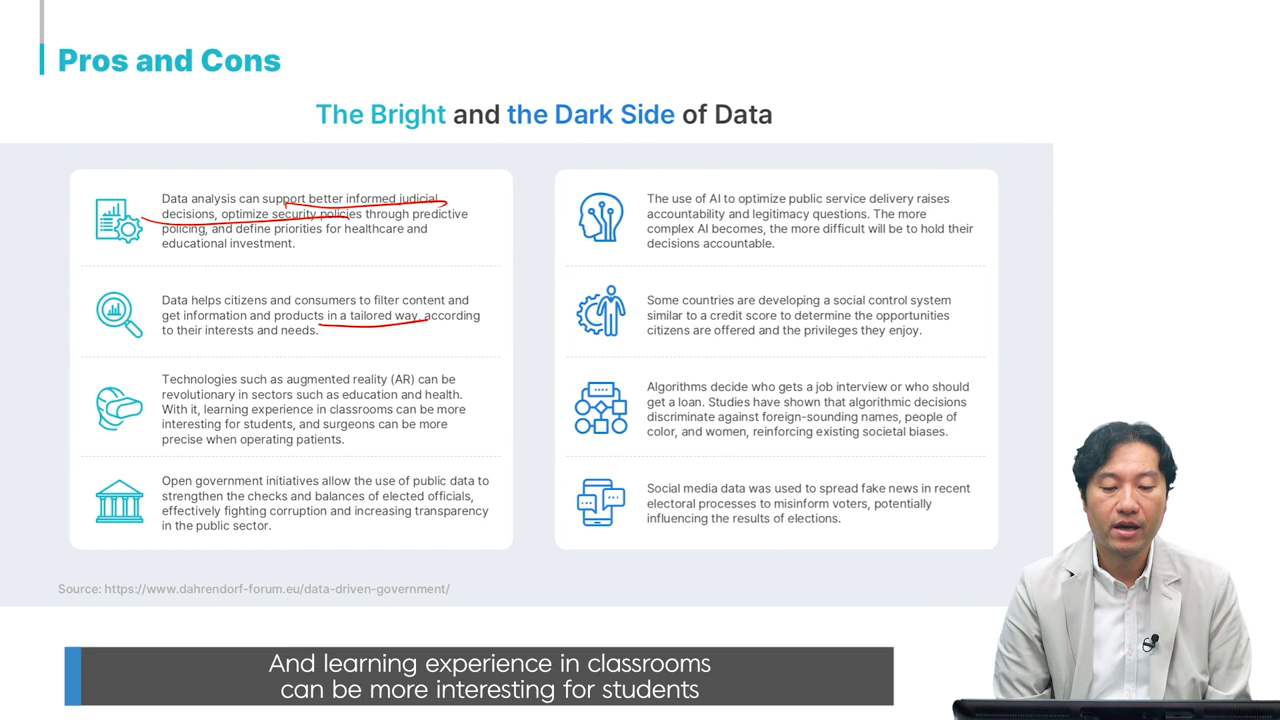 Pros and Cons
The Bright and the Dark Side of Data
Data analysis can support better informed judicial
decisions, optimize security policies through predictive
policing, and define priorities for healthcare and
educational investment.
Data helps citizens and consumers to filter content and
get information and products in a tailored way, according
to their interests and needs.
Technologies such as augmented reality (AR) can be
revolutionary in sectors such as education and health.
With it, learning experience in classrooms can be more
interesting for students, and surgeons can be more
precise when operating patients.
Open government initiatives allow the use of public data to
strengthen the checks and balances of elected officials,
effectively fighting corruption and increasing transparency
in the public sector.
The use of AI to optimize public service delivery raises
accountability and legitimacy questions. The more
complex AI becomes, the more difficult will be to hold their
decisions accountable.
Some countries are developing a social control system
similar to a credit score to determine the opportunities
citizens are offered and the privileges they enjoy.
Algorithms decide who gets a job interview or who should
get a loan. Studies have shown that algorithmic decisions
discriminate against foreign-sounding names, people of
color, and women, reinforcing existing societal biases.
Social media data was used to spread fake news in recent
electoral processes to misinform voters, potentially
influencing the results of elections.
Source: https://www.dahrendorf-forum.eu/data-driven-government/
And learning experience in classrooms
can be more interesting for students